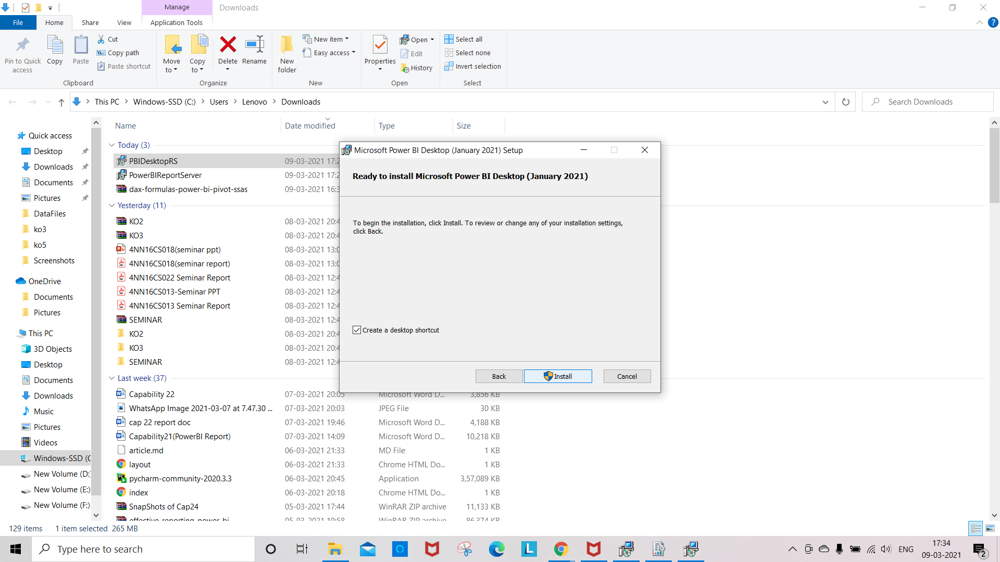 Manage
Downloads
File
Home
Share
View
Application Tools
Pin to Quick access
Copy
Paste
Cut
Copy path
Paste shortcut
Clipboard
Move to
Copy to
Delete
Rename
Organize
New folder
New item
Easy access
New
Properties
Open
Edit
History
Open
Select all
Select none
Invert selection
Select
This PC > Windows-SSD (C:) > Users > Lenovo > Downloads
Search Downloads
Quick access
Desktop
Downloads
Documents
Pictures
DataFiles
ko3
ko5
Screenshots
OneDrive
Documents
Pictures
This PC
3D Objects
Desktop
Documents
Downloads
Music
Pictures
Videos
Windows-SSD (C
New Volume (D:
New Volume (E:)
New Volume (F:)
Name Date modified Type Size
Today (3)
PBIDesktopRS 09-03-2021 17:2
PowerBIReportServer 09-03-2021 17:2
dax-formulas-power-bi-pivot-ssas 09-03-2021 16:3
Yesterday (11)
KO2 08-03-2021 20:4
KO3 08-03-2021 20:4
4NN16CS018(seminar ppt) 08-03-2021 13:0
4NN16CS018(seminar report) 08-03-2021 13:0
4NN16CS022 Seminar Report 08-03-2021 12:4
4NN16CS013-Seminar PPT 08-03-2021 12:4
4NN16CS013 Seminar Report 08-03-2021 12:4
SEMINAR 08-03-2021 12:4
KO2 08-03-2021 20:4
KO3 08-03-2021 20:4
SEMINAR 08-03-2021 12:4
Last week (37)
Capability 22 07-03-2021 20:05 Microsoft Word D... 3,856 KB
WhatsApp Image 2021-03-07 at 7.47.30 ... 07-03-2021 20:03 JPEG File 30 KB
cap 22 report doc 07-03-2021 19:46 Microsoft Word D... 4,188 KB
Capability21(PowerBI Report) 07-03-2021 14:09 Microsoft Word D... 10,218 KB
article.md 06-03-2021 21:33 MD File 1 KB
layout 06-03-2021 21:33 Chrome HTML Do... 1 KB
pycharm-community-2020.3.3 06-03-2021 20:45 Application 3,57,089 KB
index 06-03-2021 20:18 Chrome HTML Do... 1 KB
SnapShots of Cap24 05-03-2021 17:44 WinRAR ZIP archive 11,133 KB
effective-reporting-power-bi 05-03-2021 10:58 WinRAR ZIP archive 86,374 KB
Microsoft Power BI Desktop (January 2021) Setup
Ready to install Microsoft Power BI Desktop (January 2021)
To begin the installation, click Install. To review or change any of your installation settings,
click Back.
Create a desktop shortcut
Back
Install
Cancel
129 items 1 item selected 265 MB
Type here to search
ENG
17:34
09-03-2021
2